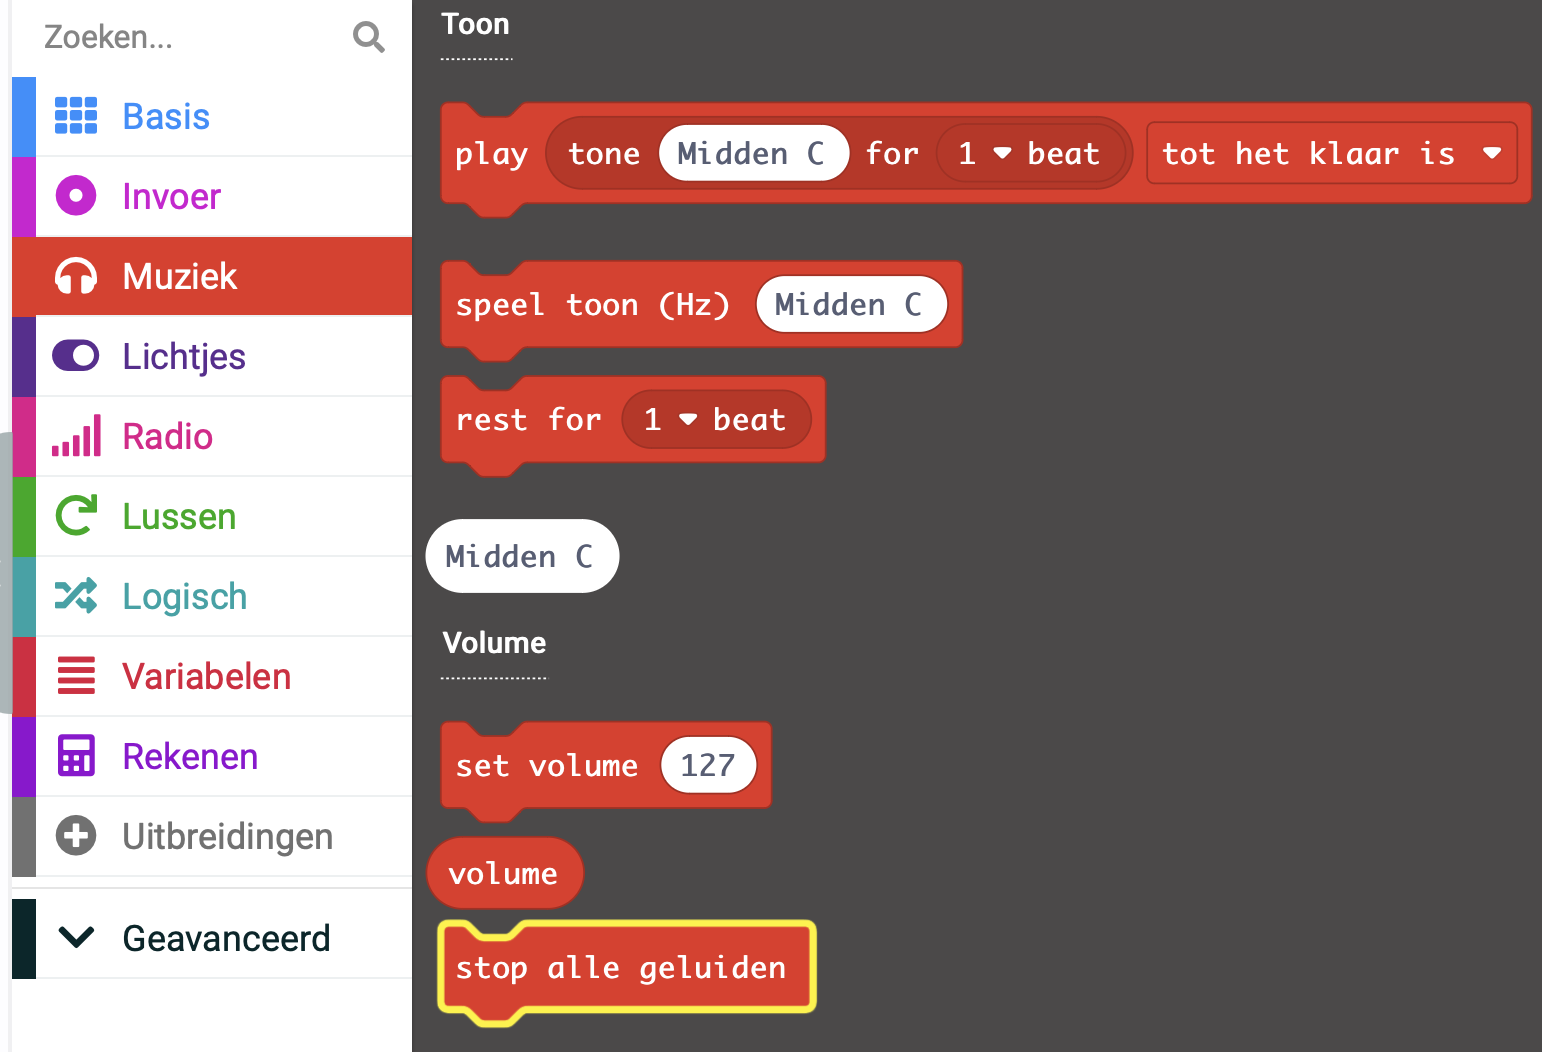 Zoeken...
Basis
Invoer
Muziek
Lichtjes
Radio
Lussen
Logisch
Variabelen
Rekenen
Uitbreidingen
Geavanceerd
Toon
play tone Midden C for 1 beat tot het klaar is
speel toon (Hz) Midden C
rest for 1 beat
Midden C
Volume
set volume 127
volume
stop alle geluiden